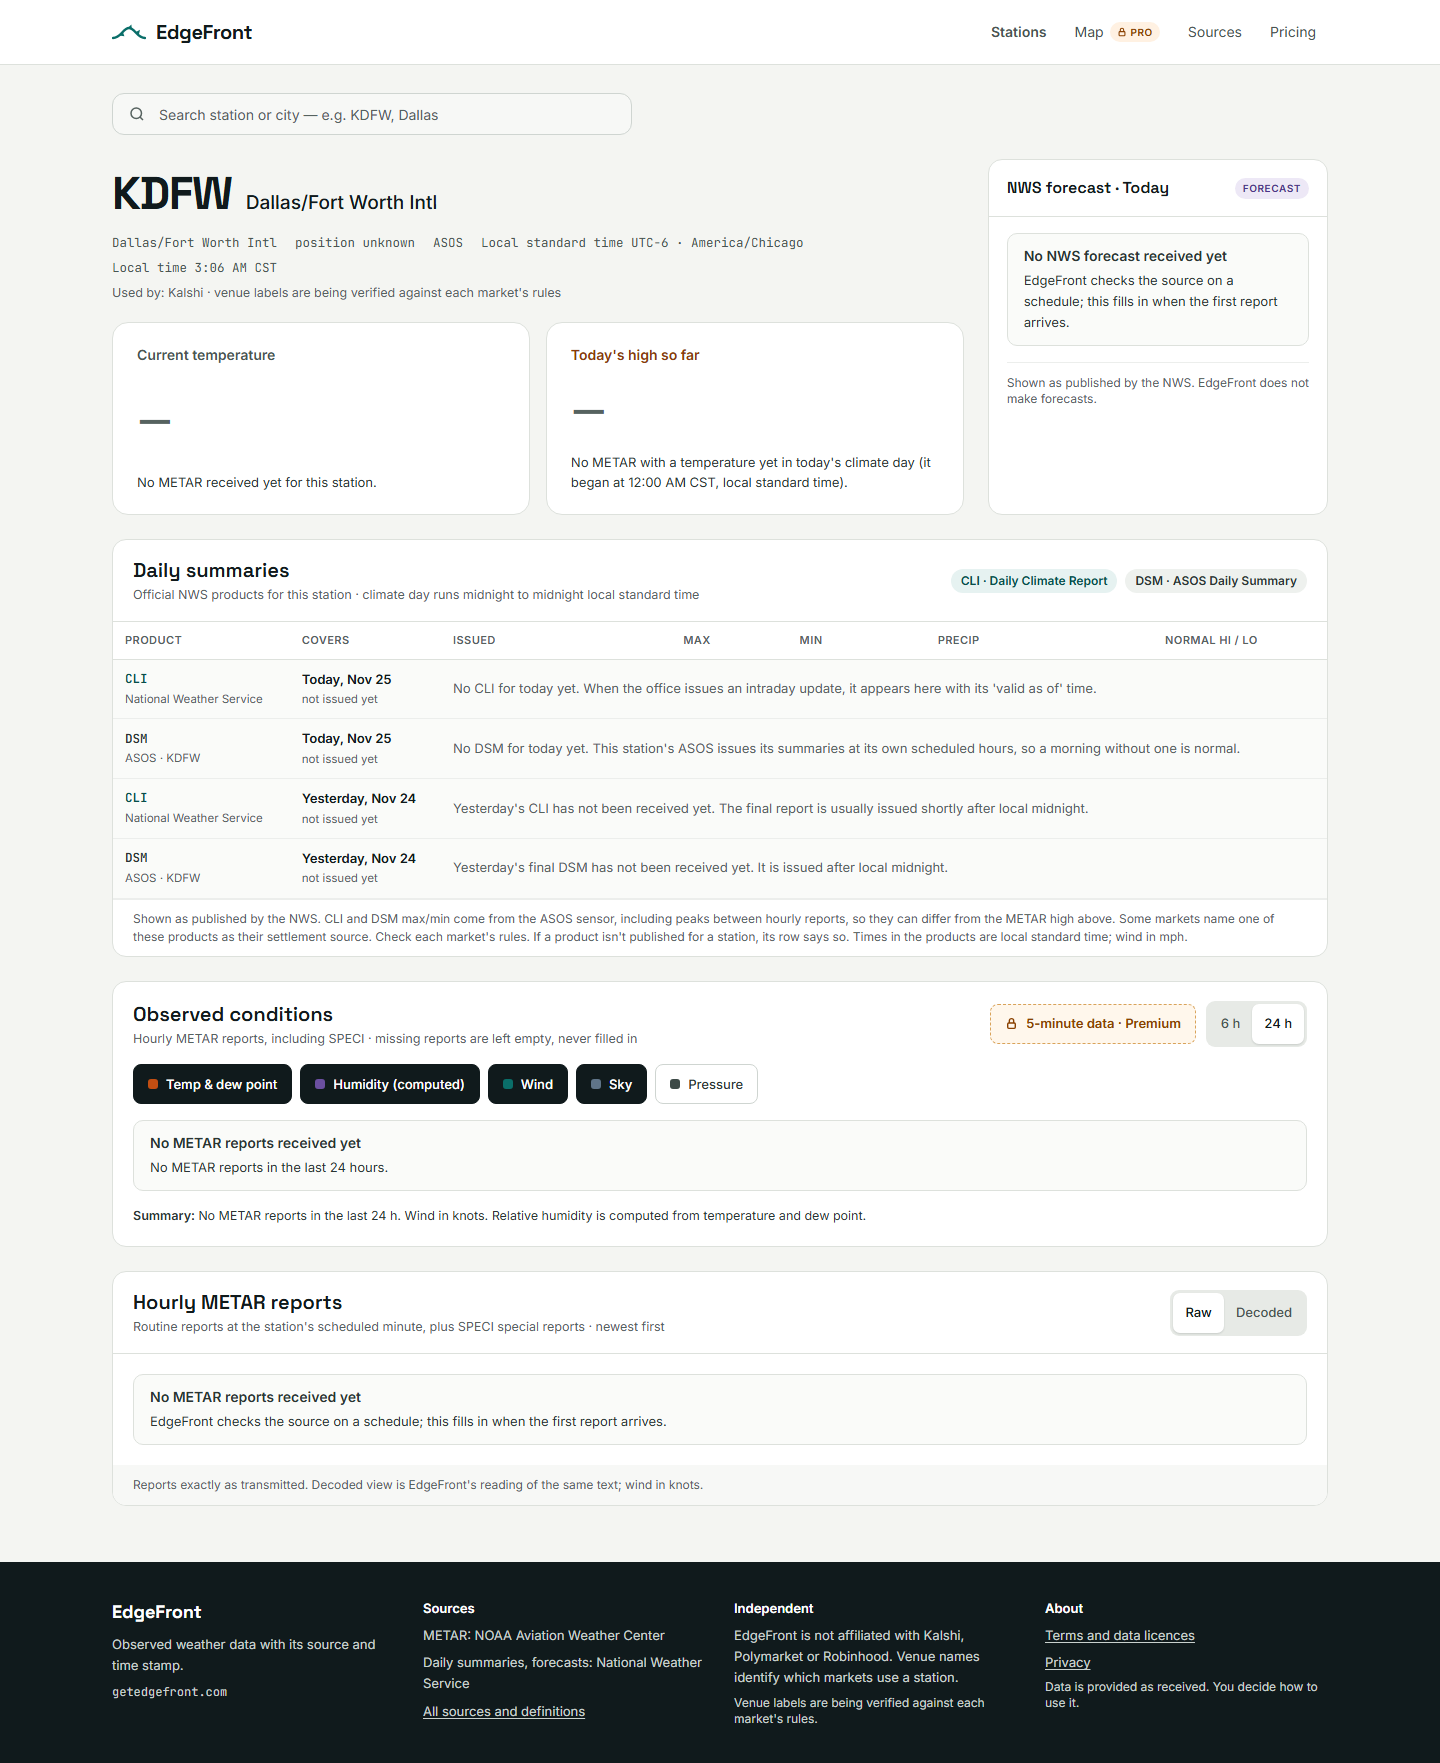 EdgeFront
Stations
Map
PRO
Sources
Pricing
Search station or city — e.g. KDFW, Dallas
KDFW Dallas/Fort Worth Intl
Dallas/Fort Worth Intl position unknown ASOS Local standard time UTC-6 · America/Chicago
Local time 3:06 AM CST
Used by: Kalshi · venue labels are being verified against each market's rules
Current temperature
—
No METAR received yet for this station.
Today's high so far
—
No METAR with a temperature yet in today's climate day (it
began at 12:00 AM CST, local standard time).
NWS forecast · Today
FORECAST
No NWS forecast received yet
EdgeFront checks the source on a
schedule; this fills in when the first report
arrives.
Shown as published by the NWS. EdgeFront does not
make forecasts.
Daily summaries
Official NWS products for this station · climate day runs midnight to midnight local standard time
CLI · Daily Climate Report
DSM · ASOS Daily Summary
PRODUCT COVERS ISSUED MAX MIN PRECIP NORMAL HI / LO
CLI
National Weather Service
Today, Nov 25
not issued yet
No CLI for today yet. When the office issues an intraday update, it appears here with its 'valid as of' time.
DSM
ASOS · KDFW
Today, Nov 25
not issued yet
No DSM for today yet. This station's ASOS issues its summaries at its own scheduled hours, so a morning without one is normal.
CLI
National Weather Service
Yesterday, Nov 24
not issued yet
Yesterday's CLI has not been received yet. The final report is usually issued shortly after local midnight.
DSM
ASOS · KDFW
Yesterday, Nov 24
not issued yet
Yesterday's final DSM has not been received yet. It is issued after local midnight.
Shown as published by the NWS. CLI and DSM max/min come from the ASOS sensor, including peaks between hourly reports, so they can differ from the METAR high above. Some markets name one of
these products as their settlement source. Check each market's rules. If a product isn't published for a station, its row says so. Times in the products are local standard time; wind in mph.
Observed conditions
Hourly METAR reports, including SPECI · missing reports are left empty, never filled in
5-minute data · Premium
6 h
24 h
Temp & dew point
Humidity (computed)
Wind
Sky
Pressure
No METAR reports received yet
No METAR reports in the last 24 hours.
Summary: No METAR reports in the last 24 h. Wind in knots. Relative humidity is computed from temperature and dew point.
Hourly METAR reports
Routine reports at the station's scheduled minute, plus SPECI special reports · newest first
Raw
Decoded
No METAR reports received yet
EdgeFront checks the source on a schedule; this fills in when the first report arrives.
Reports exactly as transmitted. Decoded view is EdgeFront's reading of the same text; wind in knots.
EdgeFront
Observed weather data with its source and
time stamp.
getedgefront.com
Sources
METAR: NOAA Aviation Weather Center
Daily summaries, forecasts: National Weather
Service
All sources and definitions
Independent
EdgeFront is not affiliated with Kalshi,
Polymarket or Robinhood. Venue names
identify which markets use a station.
Venue labels are being verified against each
market's rules.
About
Terms and data licences
Privacy
Data is provided as received. You decide how to
use it.